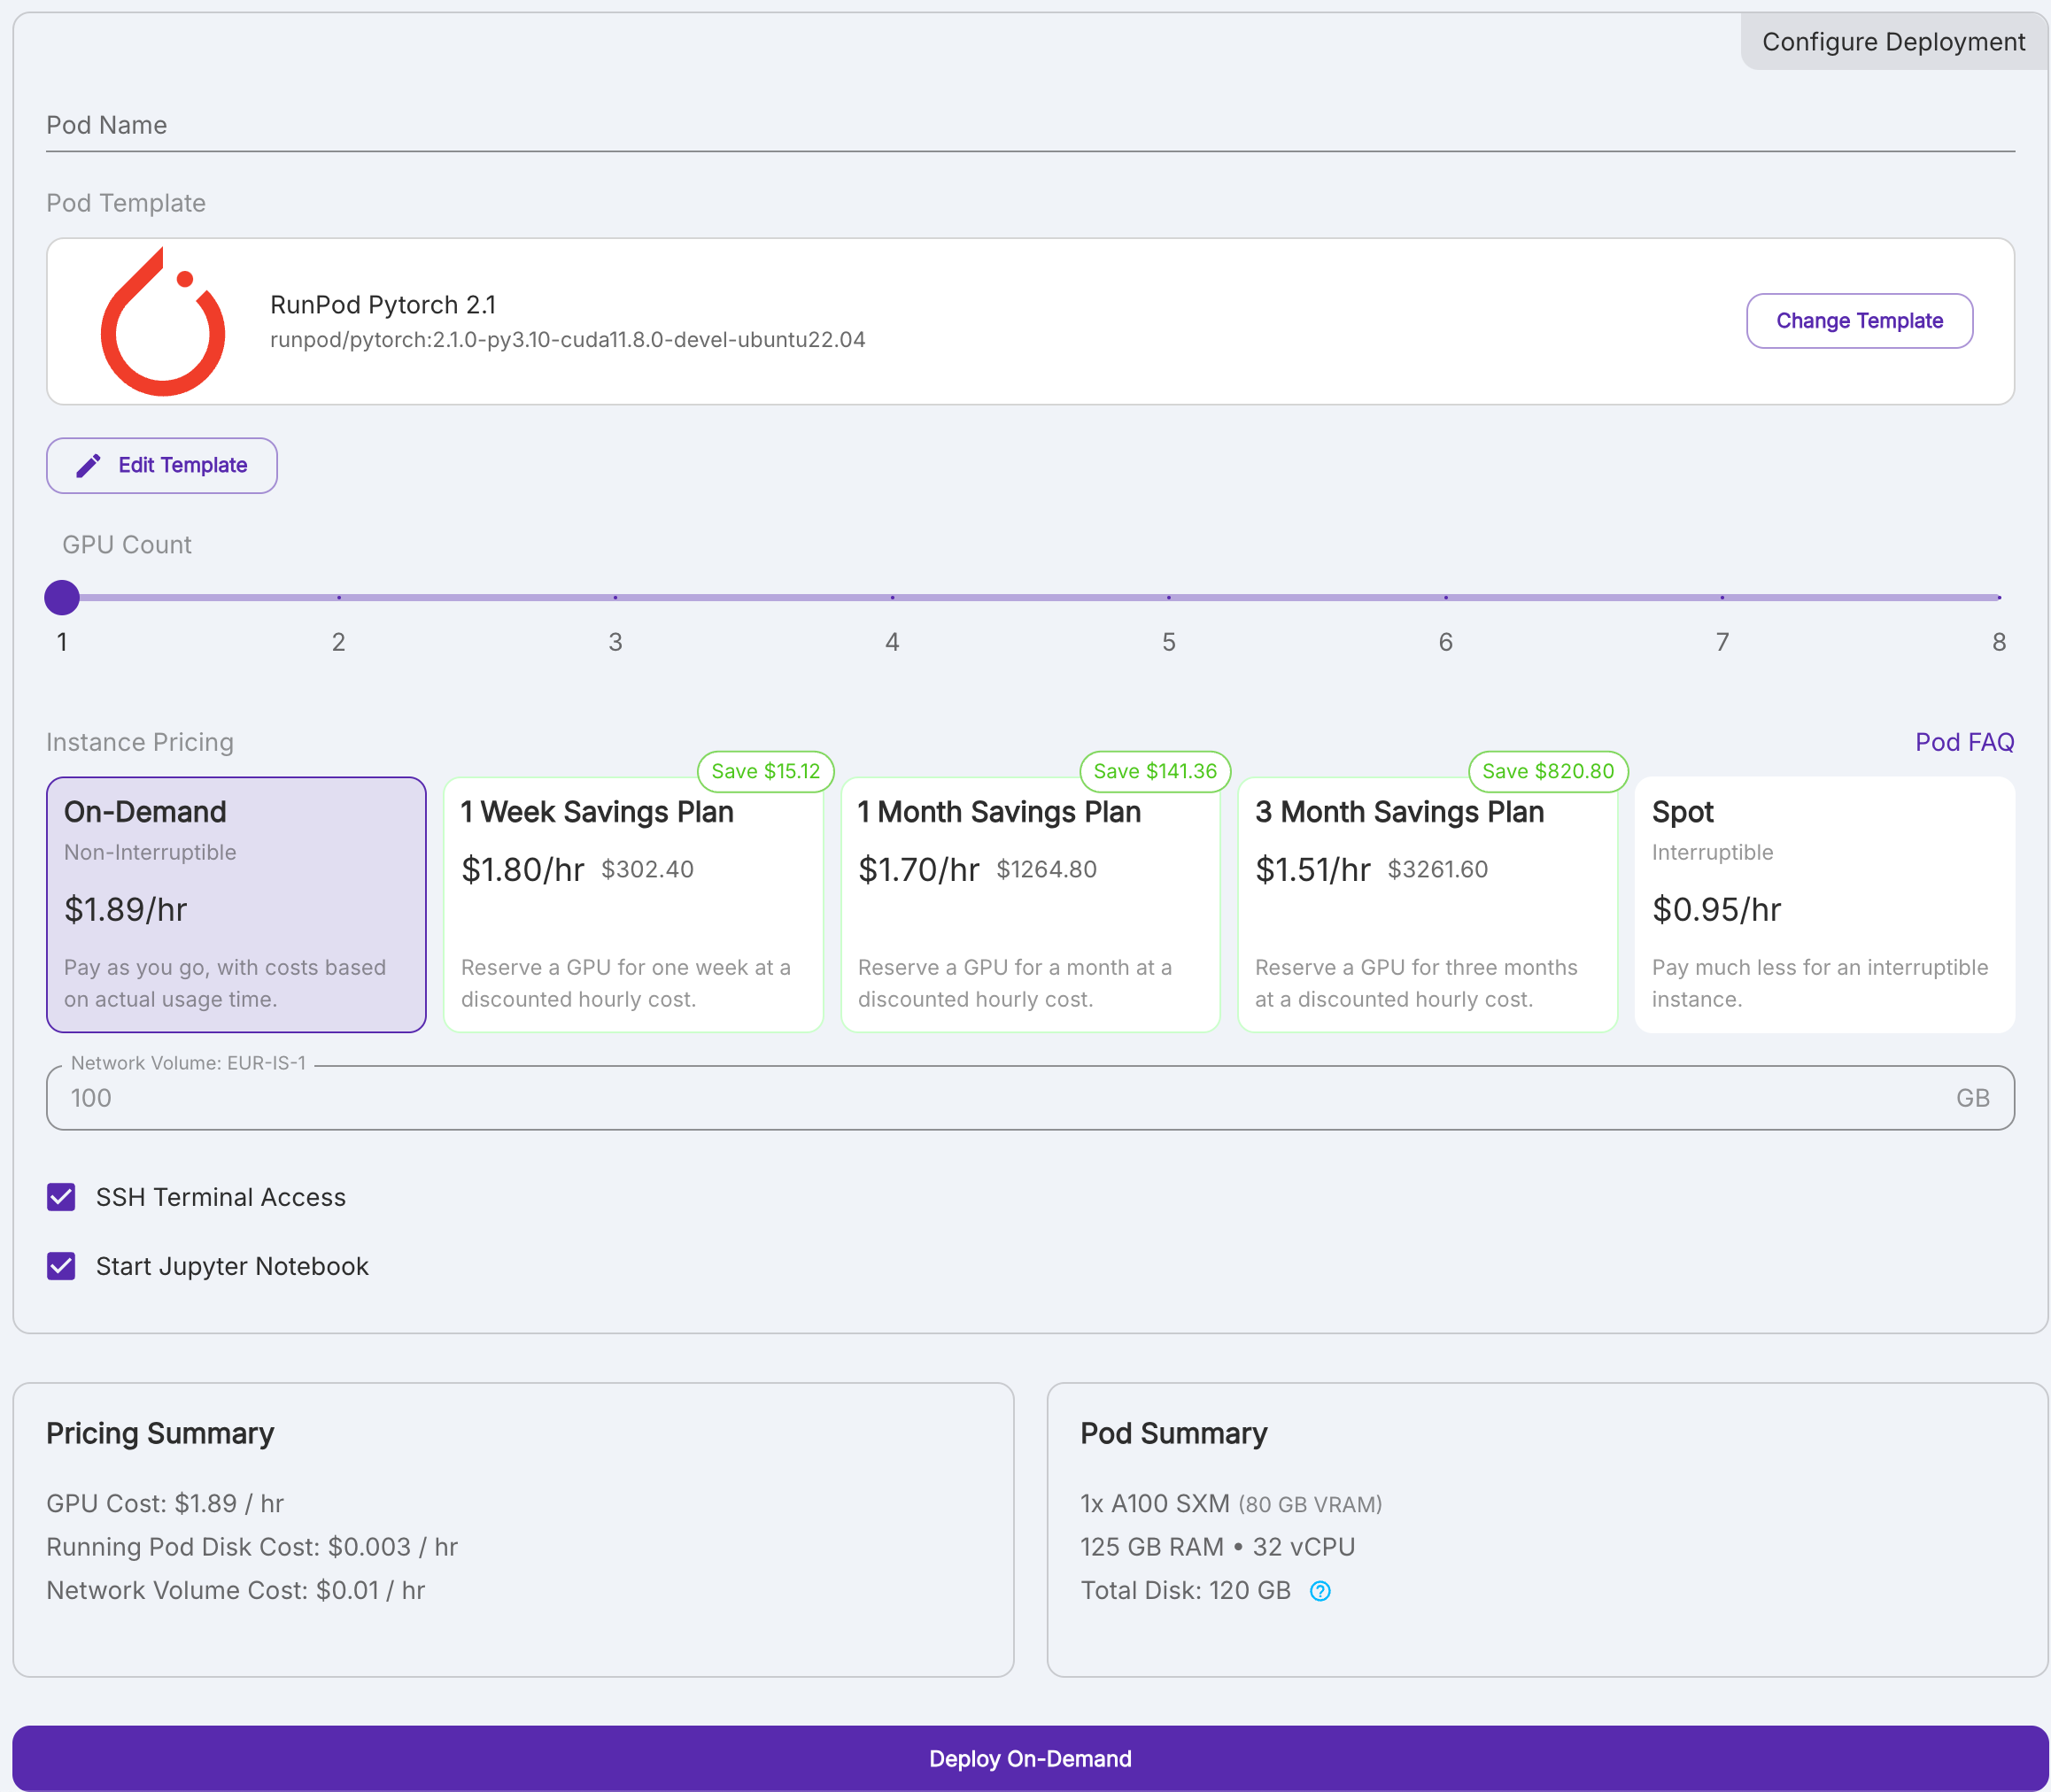 Configure Deployment
Pod Name
Pod Template
RunPod Pytorch 2.1
runpod/pytorch:2.1.0-py3.10-cuda11.8.0-devel-ubuntu22.04
Change Template
Edit Template
GPU Count
1 2 3 4 5 6 7 8
Instance Pricing
Pod FAQ
On-Demand
Non-Interruptible
$1.89/hr
Pay as you go, with costs based
on actual usage time.
Save $15.12
1 Week Savings Plan
$1.80/hr $302.40
Reserve a GPU for one week at a
discounted hourly cost.
Save $141.36
1 Month Savings Plan
$1.70/hr $1264.80
Reserve a GPU for a month at a
discounted hourly cost.
Save $820.80
3 Month Savings Plan
$1.51/hr $3261.60
Reserve a GPU for three months
at a discounted hourly cost.
Spot
Interruptible
$0.95/hr
Pay much less for an interruptible
instance.
Network Volume: EUR-IS-1
100 GB
SSH Terminal Access
Start Jupyter Notebook
Pricing Summary
GPU Cost: $1.89 / hr
Running Pod Disk Cost: $0.003 / hr
Network Volume Cost: $0.01 / hr
Pod Summary
1x A100 SXM (80 GB VRAM)
125 GB RAM • 32 vCPU
Total Disk: 120 GB
Deploy On-Demand